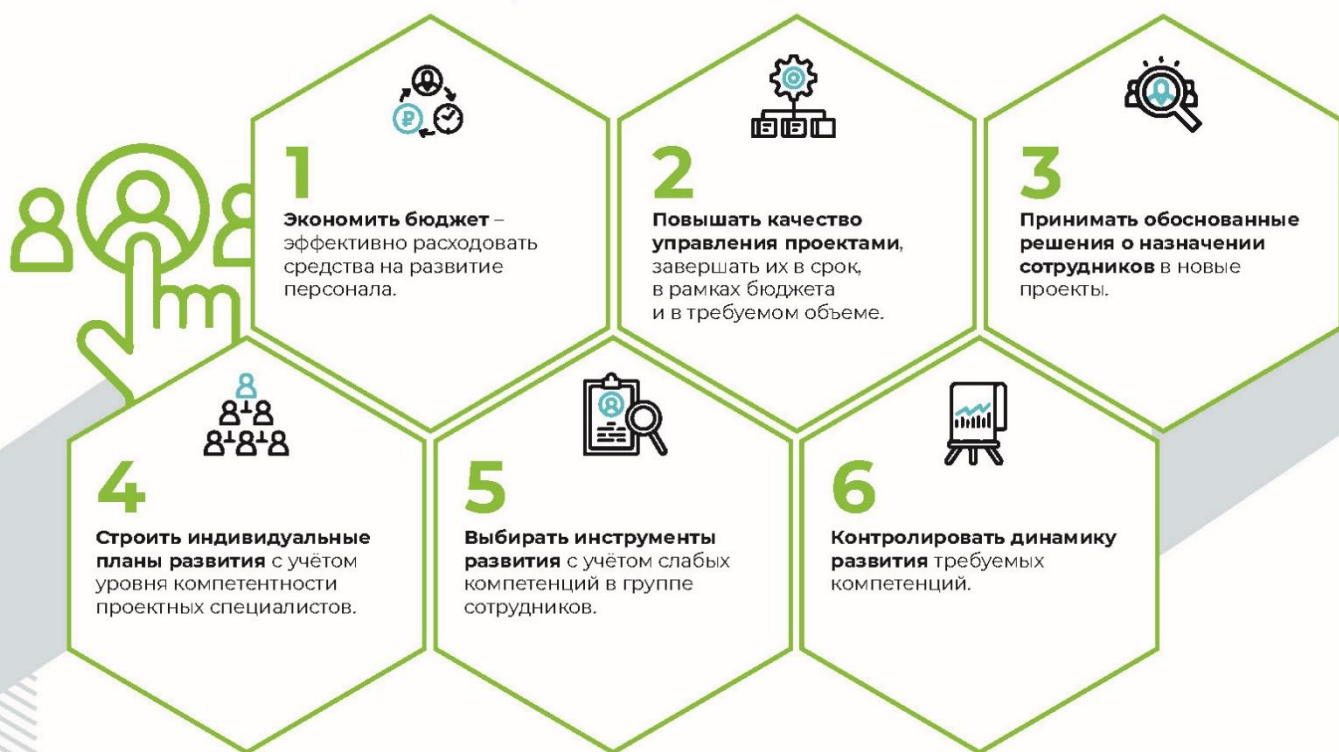 1
Экономить бюджет –
эффективно расходовать
средства на развитие
персонала.
2
Повышать качество
управления проектами,
завершать их в срок,
в рамках бюджета
и в требуемом объеме.
3
Принимать обоснованные
решения о назначении
сотрудников в новые
проекты.
4
Строить индивидуальные
планы развития с учётом
уровня компетентности
проектных специалистов.
5
Выбирать инструменты
развития с учётом слабых
компетенций в группе
сотрудников.
6
Контролировать динамику
развития требуемых
компетенций.